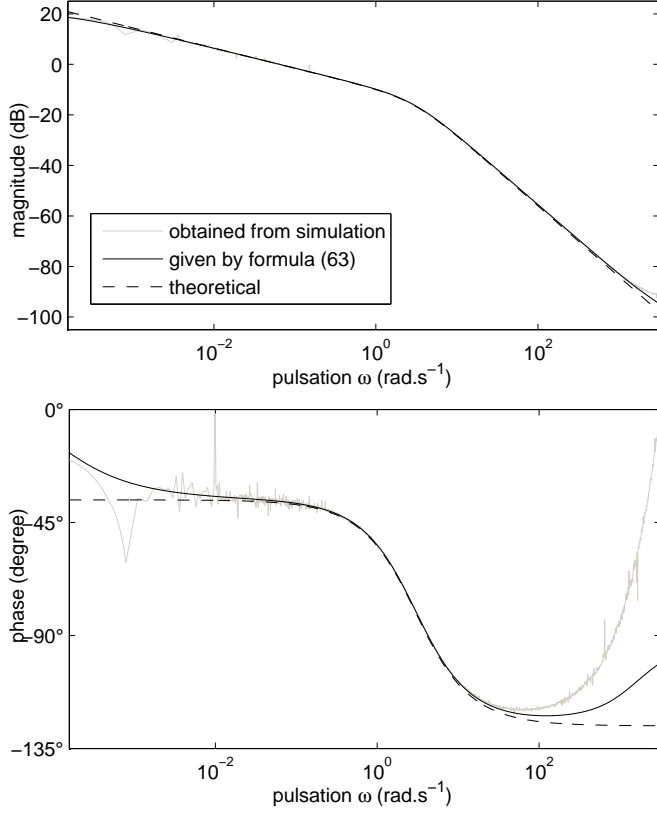 20
0
−20
−40
−60
−80
−100
magnitude (dB)
obtained from simulation
given by formula (63)
theoretical
10⁻² 10⁰ 10²
pulsation ω (rad.s⁻¹)
0°
−45°
−90°
−135°
phase (degree)
10⁻² 10⁰ 10²
pulsation ω (rad.s⁻¹)